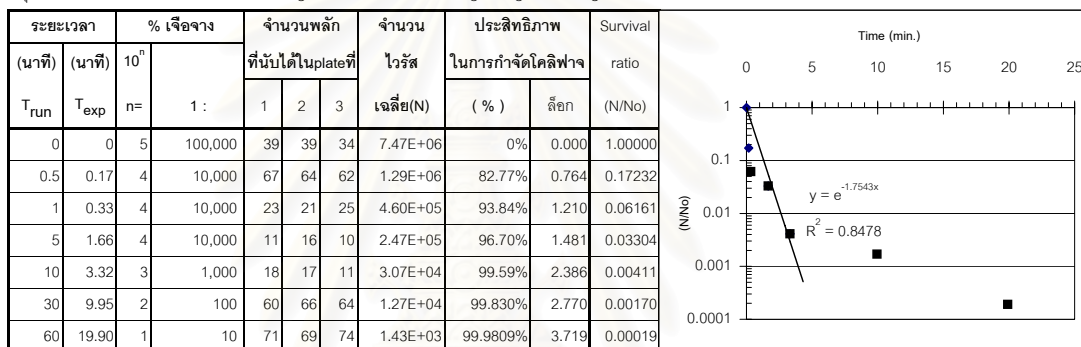 ระยะเวลา % เจือจาง จำนวนพลัก จำนวน ประสิทธิภาพ Survival
(นาที) (นาที) 10^n ที่นับได้ในplateที่ ไวรัส ในการกำจัดโคลิฟาจ ratio
Trun Texp n= 1 : 1 2 3 เฉลี่ย(N) ( % ) ล็อก (N/No)
0 0 5 100,000 39 39 34 7.47E+06 0% 0.000 1.00000
0.5 0.17 4 10,000 67 64 62 1.29E+06 82.77% 0.764 0.17232
1 0.33 4 10,000 23 21 25 4.60E+05 93.84% 1.210 0.06161
5 1.66 4 10,000 11 16 10 2.47E+05 96.70% 1.481 0.03304
10 3.32 3 1,000 18 17 11 3.07E+04 99.59% 2.386 0.00411
30 9.95 2 100 60 66 64 1.27E+04 99.830% 2.770 0.00170
60 19.90 1 10 71 69 74 1.43E+03 99.9809% 3.719 0.00019
Time (min.)
0 5 10 15 20 25
1
0.1
0.01
0.001
0.0001
(N/No)
y = e^-1.7543x
R^2 = 0.8478